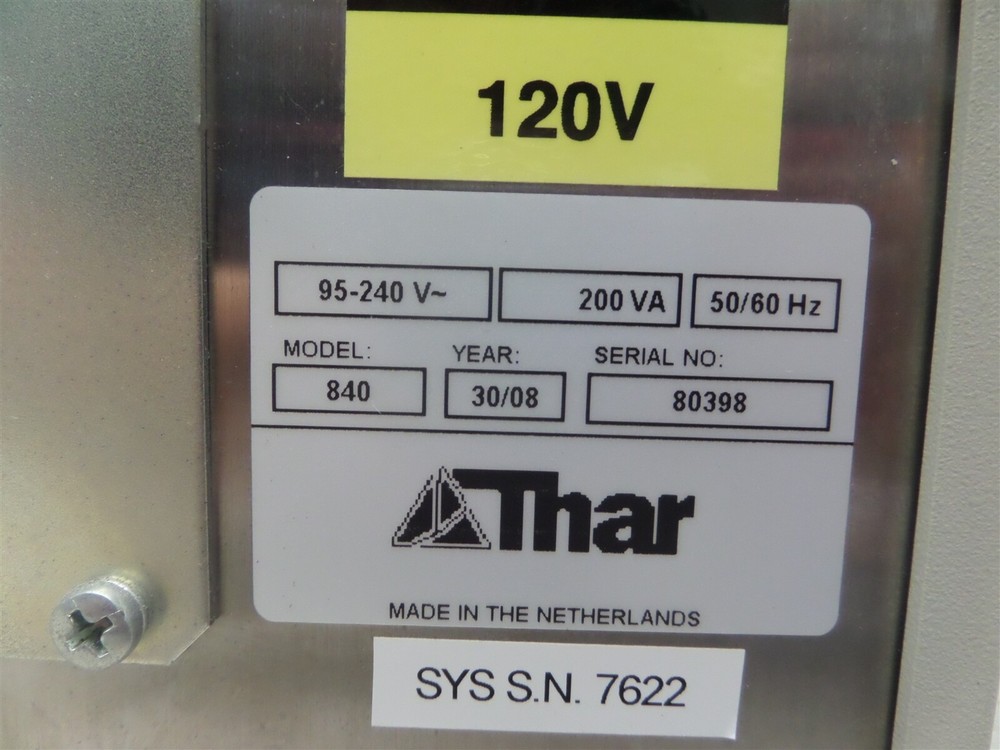 120V
95-240 V~ 200 VA 50/60 Hz
MODEL: YEAR: SERIAL NO:
840 30/08 80398
Thar
MADE IN THE NETHERLANDS
SYS S.N. 7622